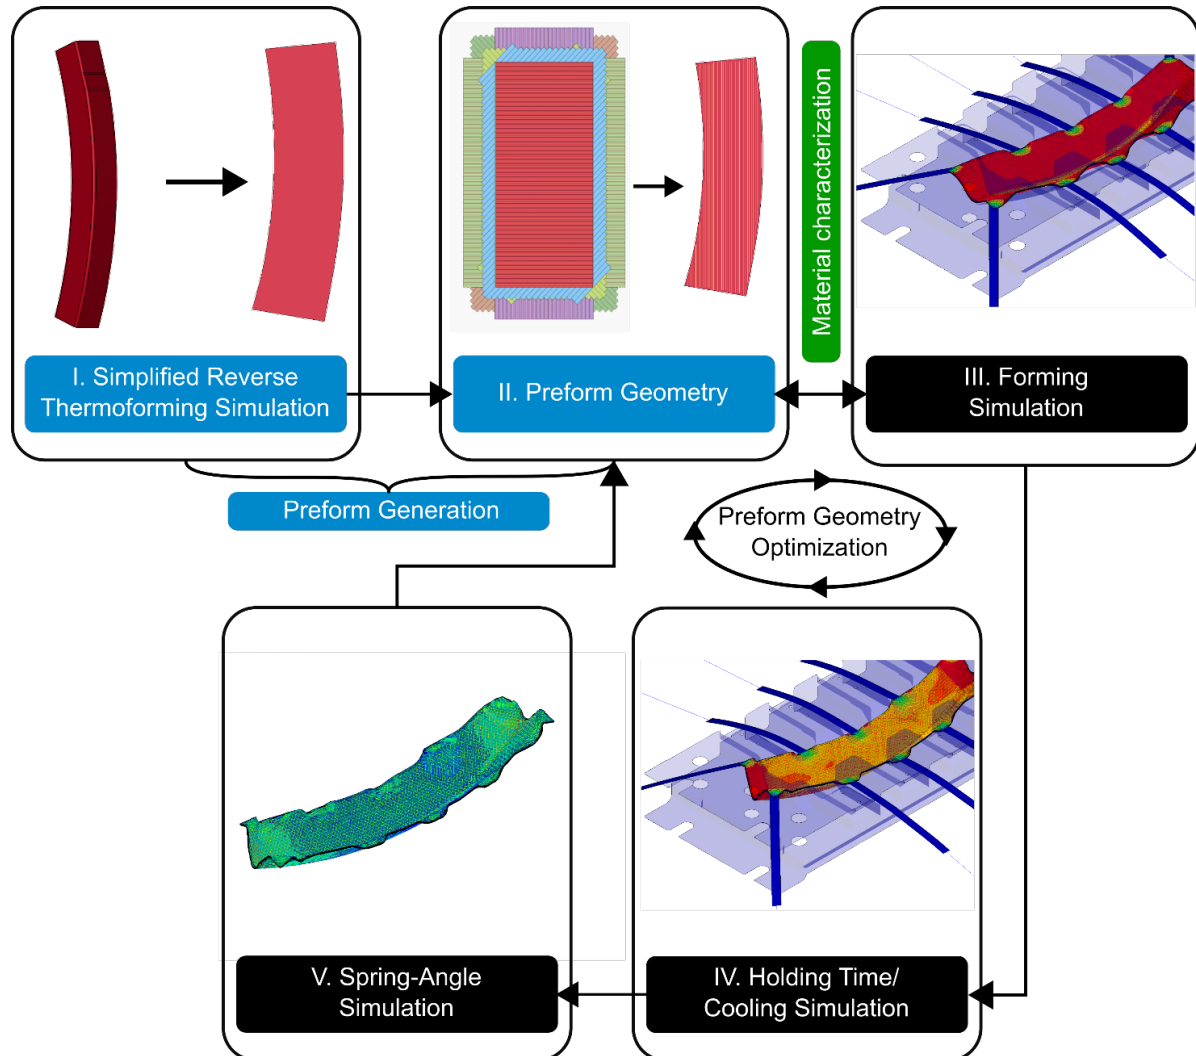 I. Simplified Reverse
Thermoforming Simulation
II. Preform Geometry
Material characterization
III. Forming
Simulation
Preform Generation
Preform Geometry
Optimization
V. Spring-Angle
Simulation
IV. Holding Time/
Cooling Simulation